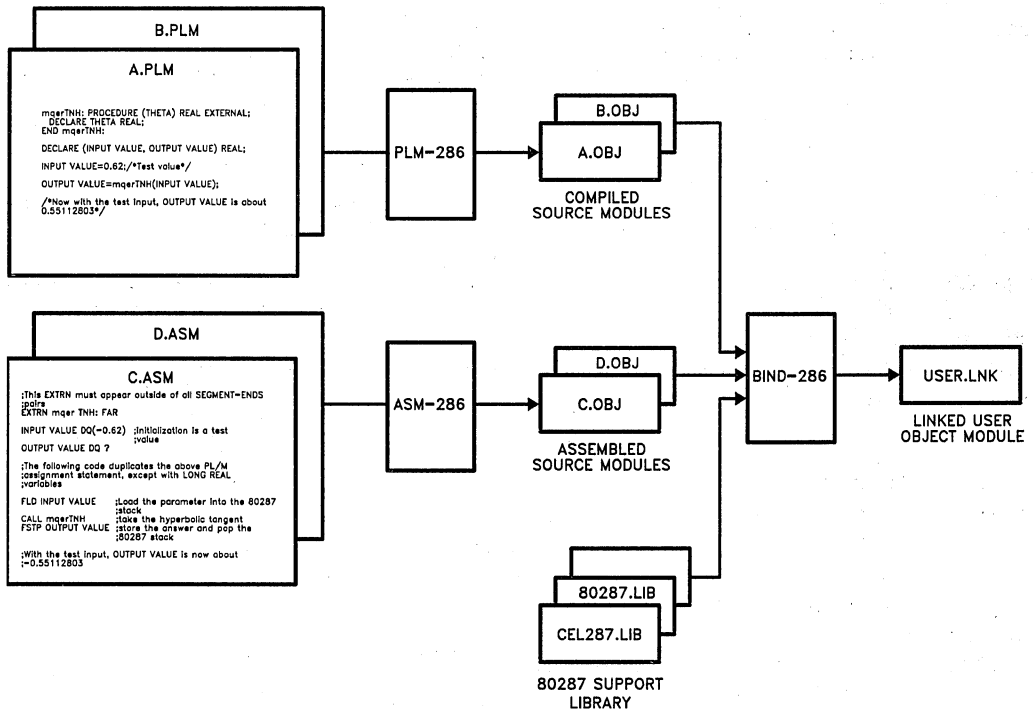 B.PLM
A.PLM
mqerTNH: PROCEDURE (THETA) REAL EXTERNAL;
DECLARE THETA REAL;
END mqerTNH:
DECLARE (INPUT VALUE, OUTPUT VALUE) REAL;
INPUT VALUE=0.62;/*Test value*/
OUTPUT VALUE=mqerTNH(INPUT VALUE);
/*Now with the test input, OUTPUT VALUE is about
0.55112803*/
PLM-286
B.OBJ
A.OBJ
COMPILED
SOURCE MODULES
D.ASM
C.ASM
;This EXTRN must appear outside of all SEGMENT-ENDS
;pairs
EXTRN mqer TNH: FAR
INPUT VALUE DQ(-0.62) ;Initialization is a test
;value
OUTPUT VALUE DQ ?
;The following code duplicates the above PL/M
;assignment statement, except with LONG REAL
;variables
FLD INPUT VALUE ;Load the parameter into the 80287
;stack
CALL mqerTNH ;take the hyperbolic tangent
FSTP OUTPUT VALUE ;store the answer and pop the
;80287 stack
;With the test input, OUTPUT VALUE is now about
;-0.55112803
ASM-286
D.OBJ
C.OBJ
ASSEMBLED
SOURCE MODULES
BIND-286
USER.LNK
LINKED USER
OBJECT MODULE
80287.LIB
CEL287.LIB
80287 SUPPORT
LIBRARY